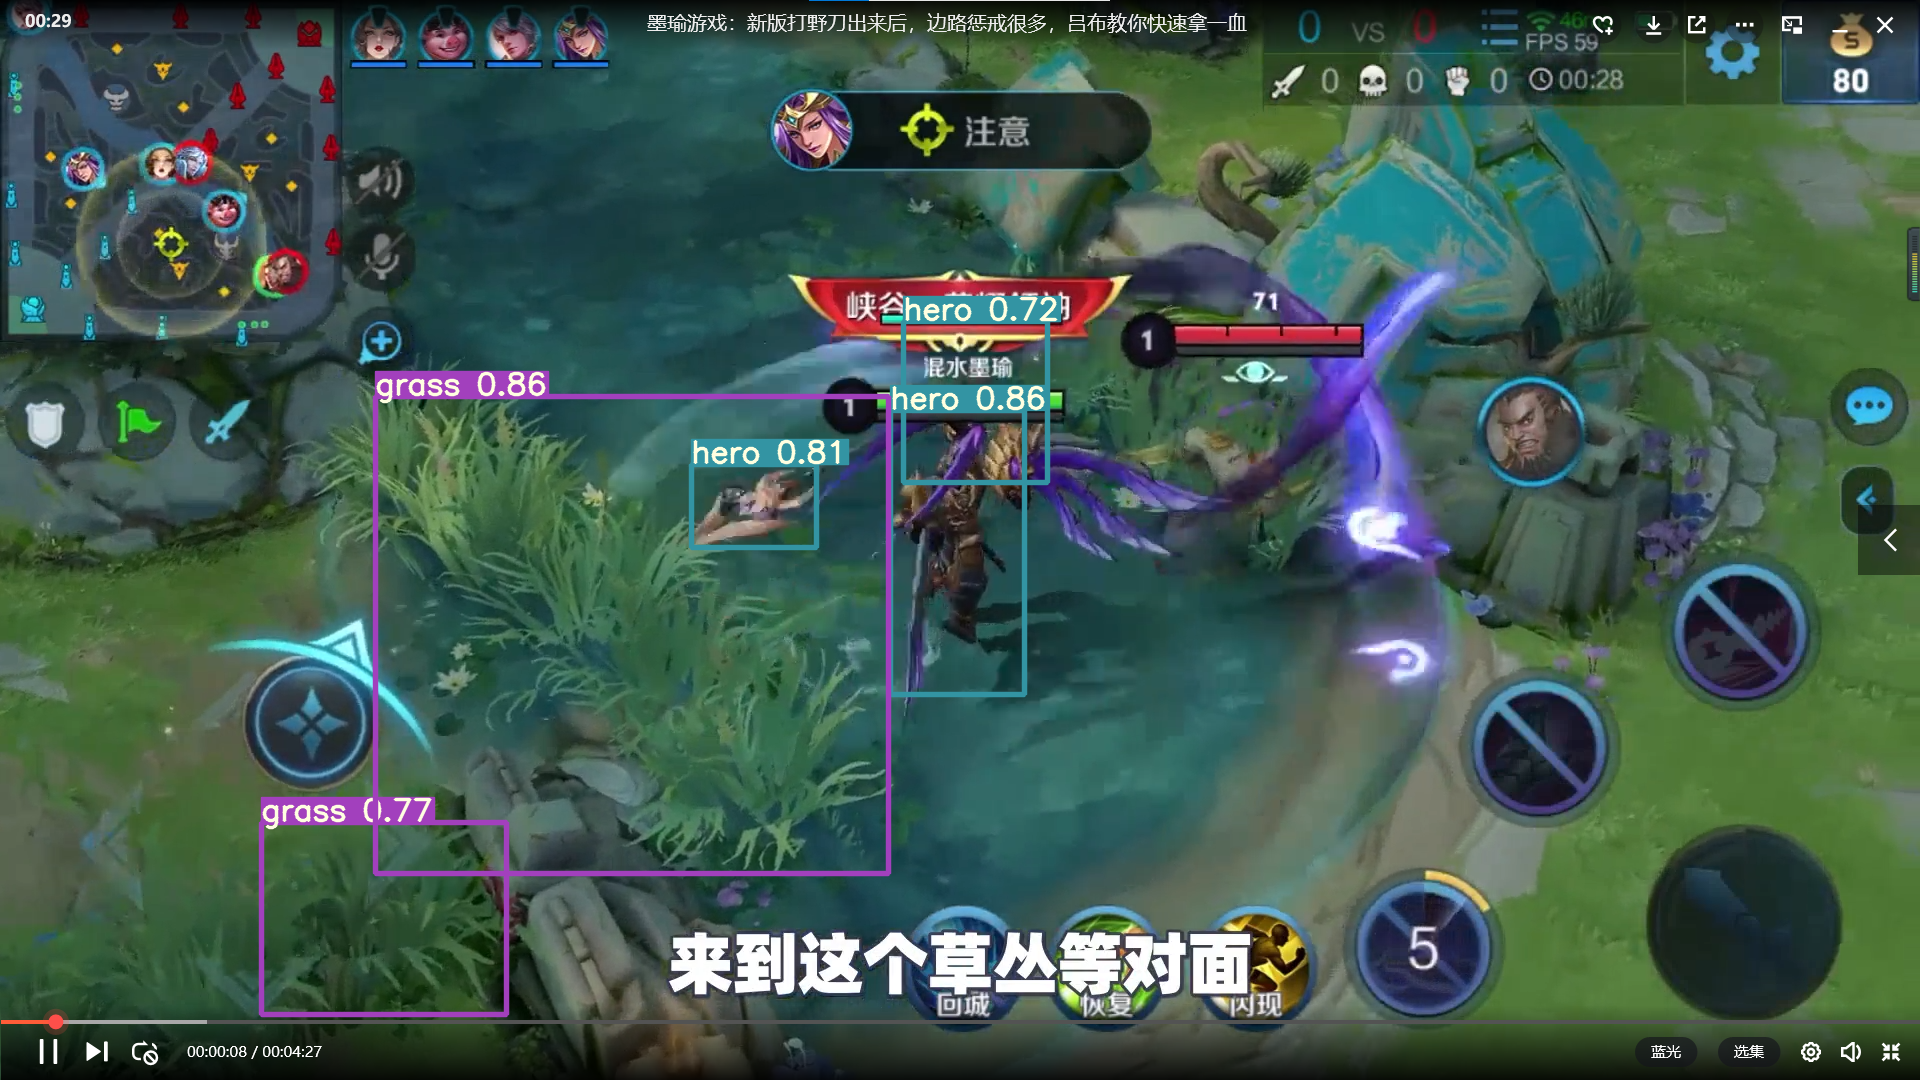 00:29
墨瑜游戏：新版打野刀出来后，边路惩戒很多，吕布教你快速拿一血
0 VS 0
46
FPS 59
0 0 0 00:28
80
注意
峡谷
hero 0.72
71
1
混水墨瑜
grass 0.86
1
hero 0.86
hero 0.81
grass 0.77
5
来到这个草丛等对面
回城 恢复 闪现
00:00:08 / 00:04:27
蓝光 选集